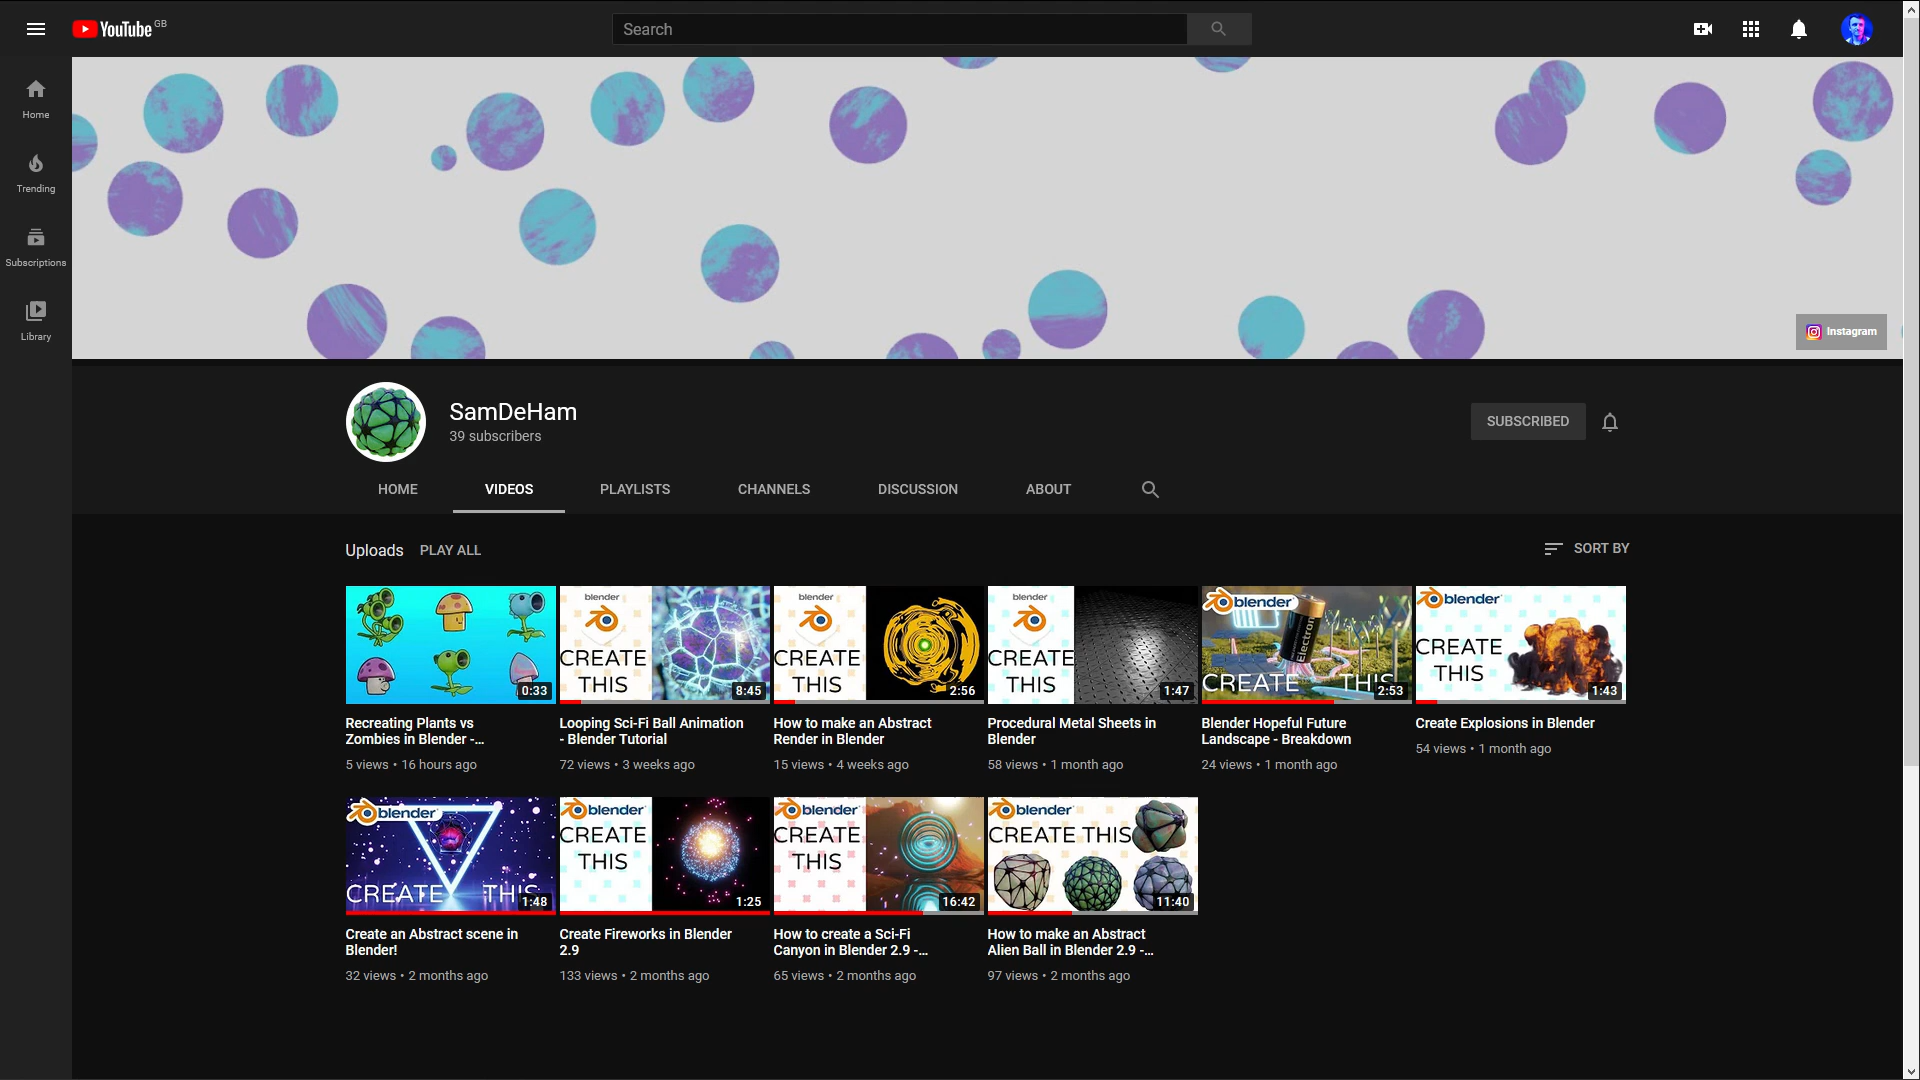 YouTube GB
Search
Home
Trending
Subscriptions
Library
Instagram
SamDeHam
39 subscribers
SUBSCRIBED
HOME
VIDEOS
PLAYLISTS
CHANNELS
DISCUSSION
ABOUT
Uploads
PLAY ALL
SORT BY
0:33
Recreating Plants vs
Zombies in Blender -...
5 views • 16 hours ago
blender
CREATE
THIS
8:45
Looping Sci-Fi Ball Animation
- Blender Tutorial
72 views • 3 weeks ago
blender
CREATE
THIS
2:56
How to make an Abstract
Render in Blender
15 views • 4 weeks ago
blender
CREATE
THIS
1:47
Procedural Metal Sheets in
Blender
58 views • 1 month ago
blender
Electron
CREATE THIS
2:53
Blender Hopeful Future
Landscape - Breakdown
24 views • 1 month ago
blender
CREATE
THIS
1:43
Create Explosions in Blender
54 views • 1 month ago
blender
CREATE THIS
1:48
Create an Abstract scene in
Blender!
32 views • 2 months ago
blender
CREATE
THIS
1:25
Create Fireworks in Blender
2.9
133 views • 2 months ago
blender
CREATE
THIS
16:42
How to create a Sci-Fi
Canyon in Blender 2.9 -...
65 views • 2 months ago
blender
CREATE THIS
11:40
How to make an Abstract
Alien Ball in Blender 2.9 -...
97 views • 2 months ago